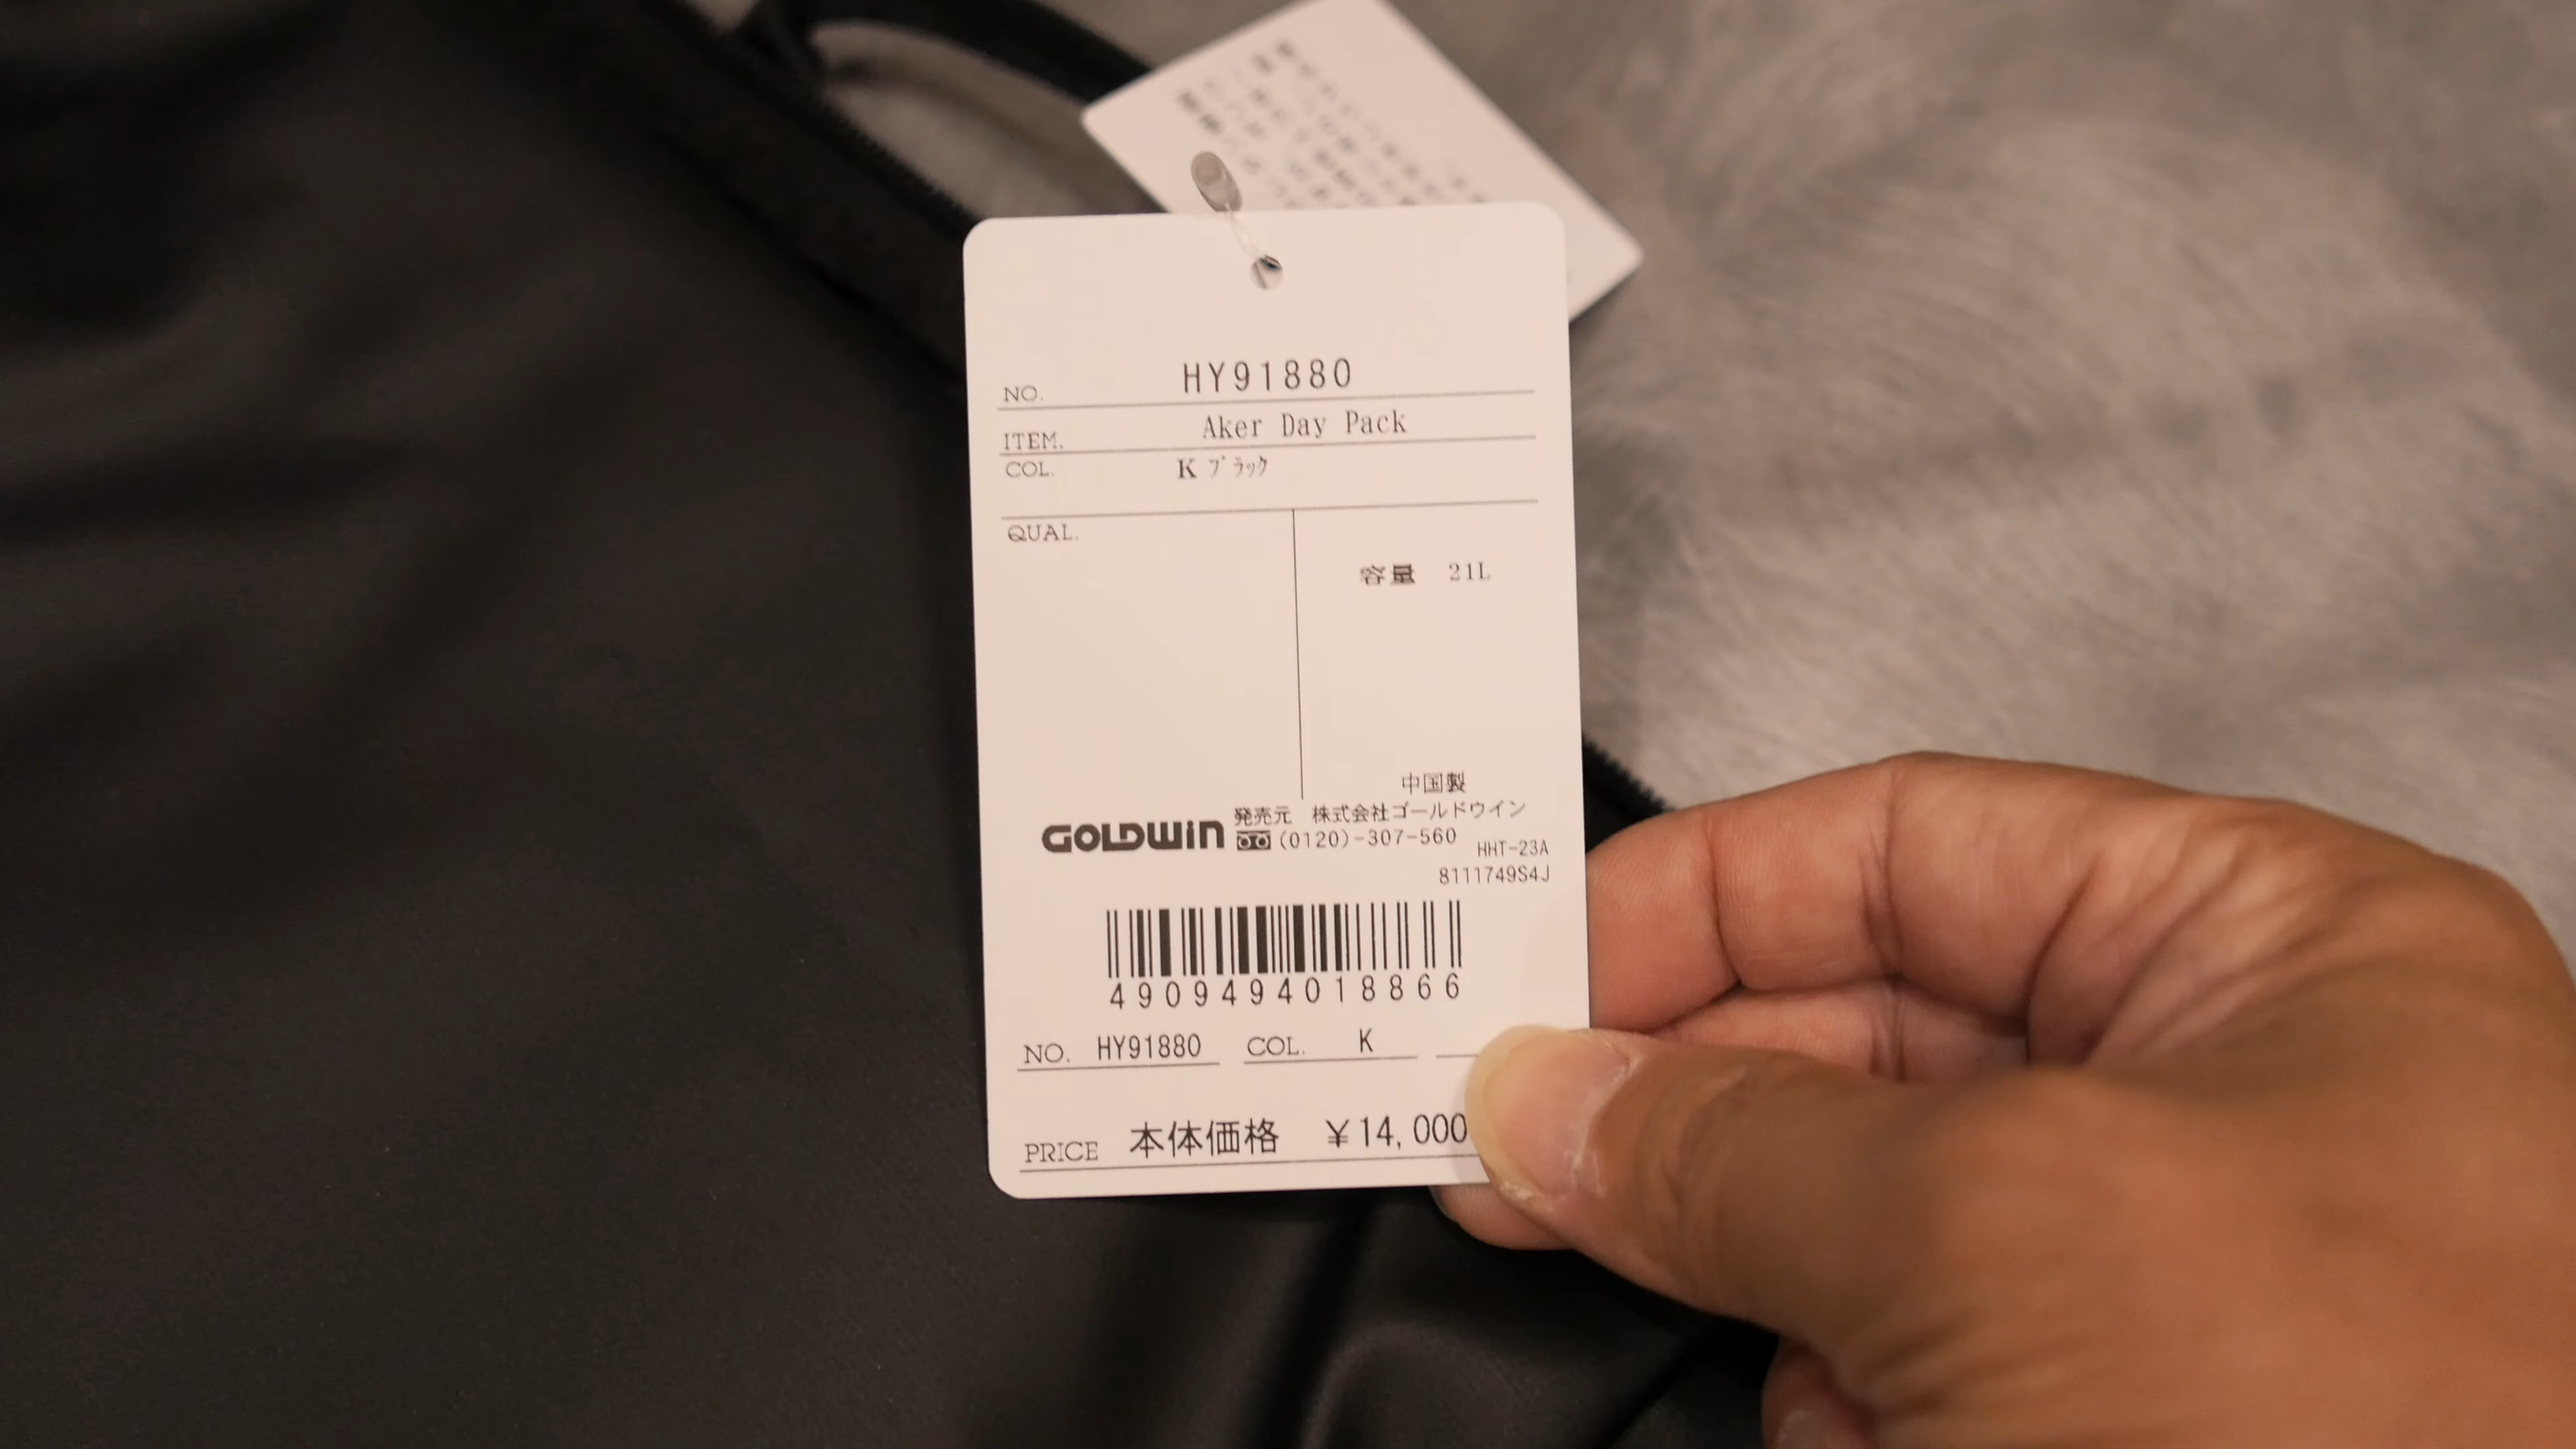 NO. HY91880
ITEM. Aker Day Pack
COL. K ﾌﾞﾗｯｸ
QUAL.
容量 21L
中国製
GOLDWIN 発売元 株式会社ゴールドウイン
(0120)-307-560
HHT-23A
8111749S4J
4909494018866
NO. HY91880 COL. K
PRICE 本体価格 ￥14,000